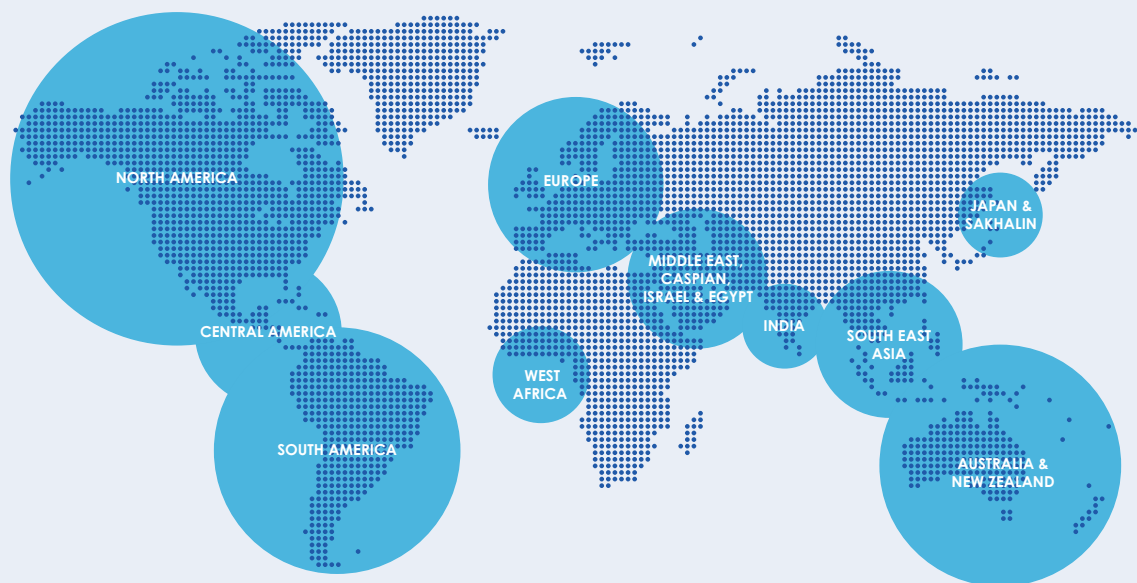 NORTH AMERICA
EUROPE
JAPAN &
SAKHALIN
MIDDLE EAST,
CASPIAN,
ISRAEL & EGYPT
CENTRAL AMERICA
INDIA
SOUTH EAST
ASIA
WEST
AFRICA
SOUTH AMERICA
AUSTRALIA &
NEW ZEALAND